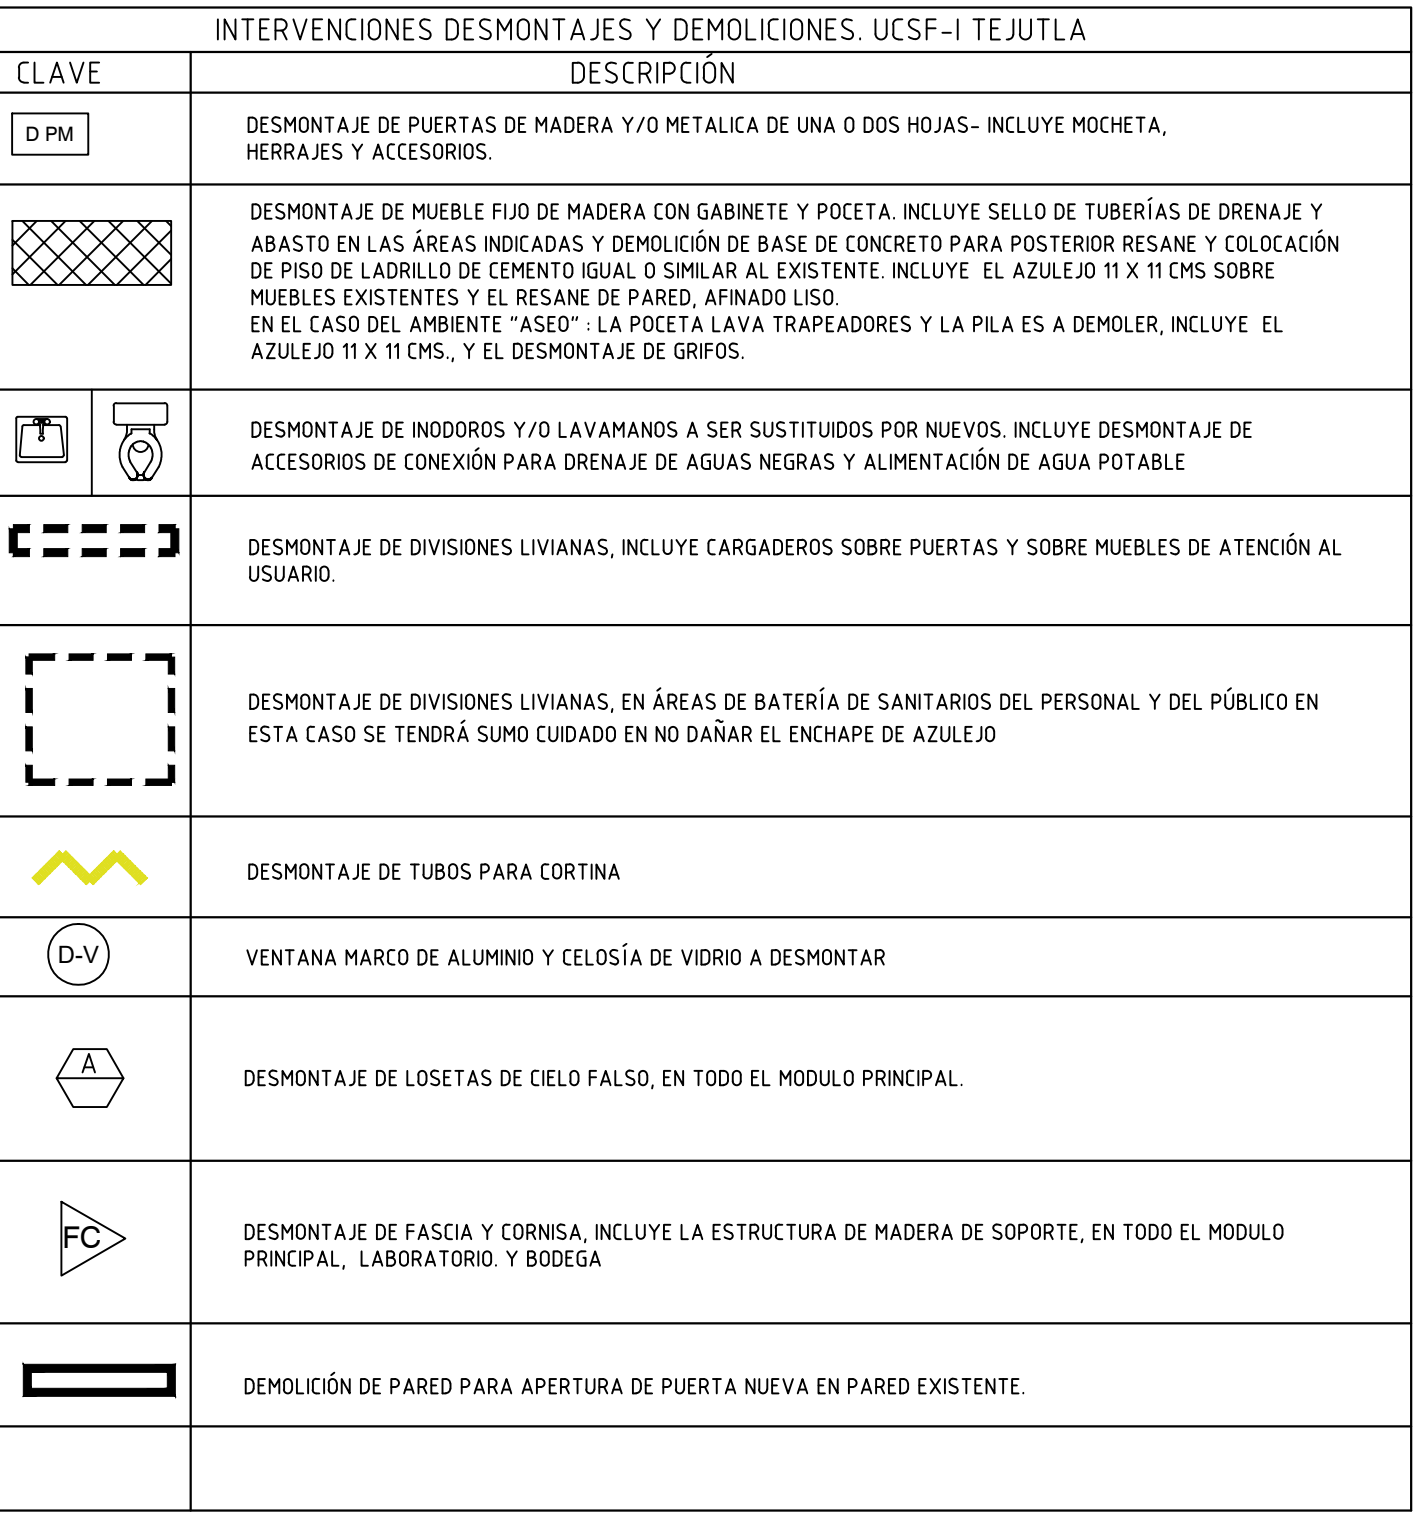 INTERVENCIONES DESMONTAJES Y DEMOLICIONES. UCSF-I TEJUTLA
CLAVE
DESCRIPCIÓN
D PM
DESMONTAJE DE PUERTAS DE MADERA Y/O METALICA DE UNA O DOS HOJAS- INCLUYE MOCHETA,
HERRAJES Y ACCESORIOS.
DESMONTAJE DE MUEBLE FIJO DE MADERA CON GABINETE Y POCETA. INCLUYE SELLO DE TUBERÍAS DE DRENAJE Y
ABASTO EN LAS ÁREAS INDICADAS Y DEMOLICIÓN DE BASE DE CONCRETO PARA POSTERIOR RESANE Y COLOCACIÓN
DE PISO DE LADRILLO DE CEMENTO IGUAL O SIMILAR AL EXISTENTE. INCLUYE EL AZULEJO 11 X 11 CMS SOBRE
MUEBLES EXISTENTES Y EL RESANE DE PARED, AFINADO LISO.
EN EL CASO DEL AMBIENTE "ASEO" : LA POCETA LAVA TRAPEADORES Y LA PILA ES A DEMOLER, INCLUYE EL
AZULEJO 11 X 11 CMS., Y EL DESMONTAJE DE GRIFOS.
DESMONTAJE DE INODOROS Y/O LAVAMANOS A SER SUSTITUIDOS POR NUEVOS. INCLUYE DESMONTAJE DE
ACCESORIOS DE CONEXIÓN PARA DRENAJE DE AGUAS NEGRAS Y ALIMENTACIÓN DE AGUA POTABLE
DESMONTAJE DE DIVISIONES LIVIANAS, INCLUYE CARGADEROS SOBRE PUERTAS Y SOBRE MUEBLES DE ATENCIÓN AL
USUARIO.
DESMONTAJE DE DIVISIONES LIVIANAS, EN ÁREAS DE BATERÍA DE SANITARIOS DEL PERSONAL Y DEL PÚBLICO EN
ESTA CASO SE TENDRÁ SUMO CUIDADO EN NO DAÑAR EL ENCHAPE DE AZULEJO
DESMONTAJE DE TUBOS PARA CORTINA
D-V
VENTANA MARCO DE ALUMINIO Y CELOSÍA DE VIDRIO A DESMONTAR
A
DESMONTAJE DE LOSETAS DE CIELO FALSO, EN TODO EL MODULO PRINCIPAL.
FC
DESMONTAJE DE FASCIA Y CORNISA, INCLUYE LA ESTRUCTURA DE MADERA DE SOPORTE, EN TODO EL MODULO
PRINCIPAL, LABORATORIO. Y BODEGA
DEMOLICIÓN DE PARED PARA APERTURA DE PUERTA NUEVA EN PARED EXISTENTE.